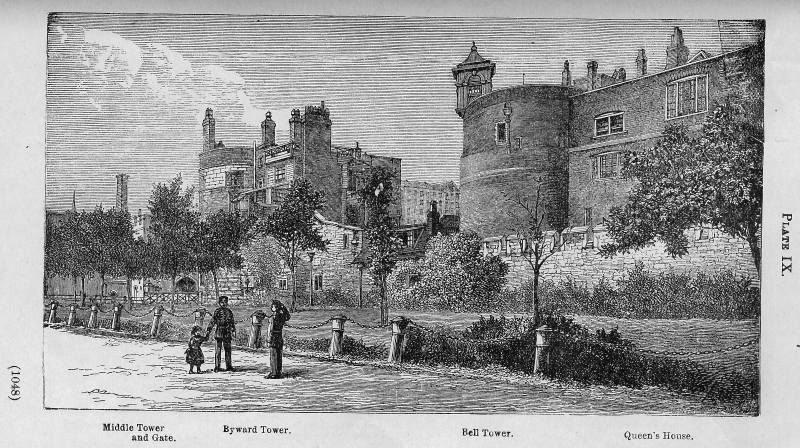 PLATE IX.
(1048)
Middle Tower
and Gate.
Byward Tower.
Bell Tower.
Queen's House.